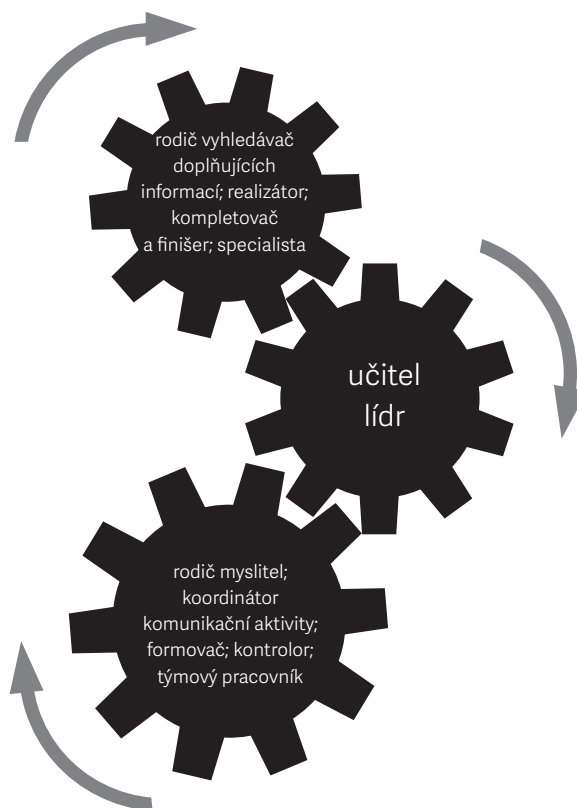 rodič vyhledávač
doplňujících
informací; realizátor;
kompletovač
a finišer; specialista
učitel
lídr
rodič myslitel;
koordinátor
komunikační aktivity;
formovač; kontrolor;
týmový pracovník